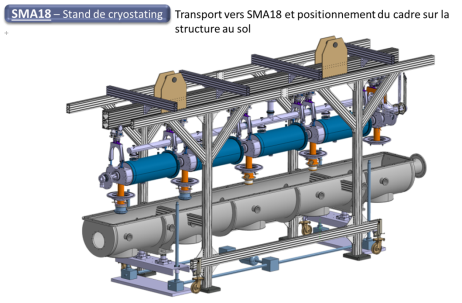 SMA18 – Stand de cryostating
Transport vers SMA18 et positionnement du cadre sur la
structure au sol